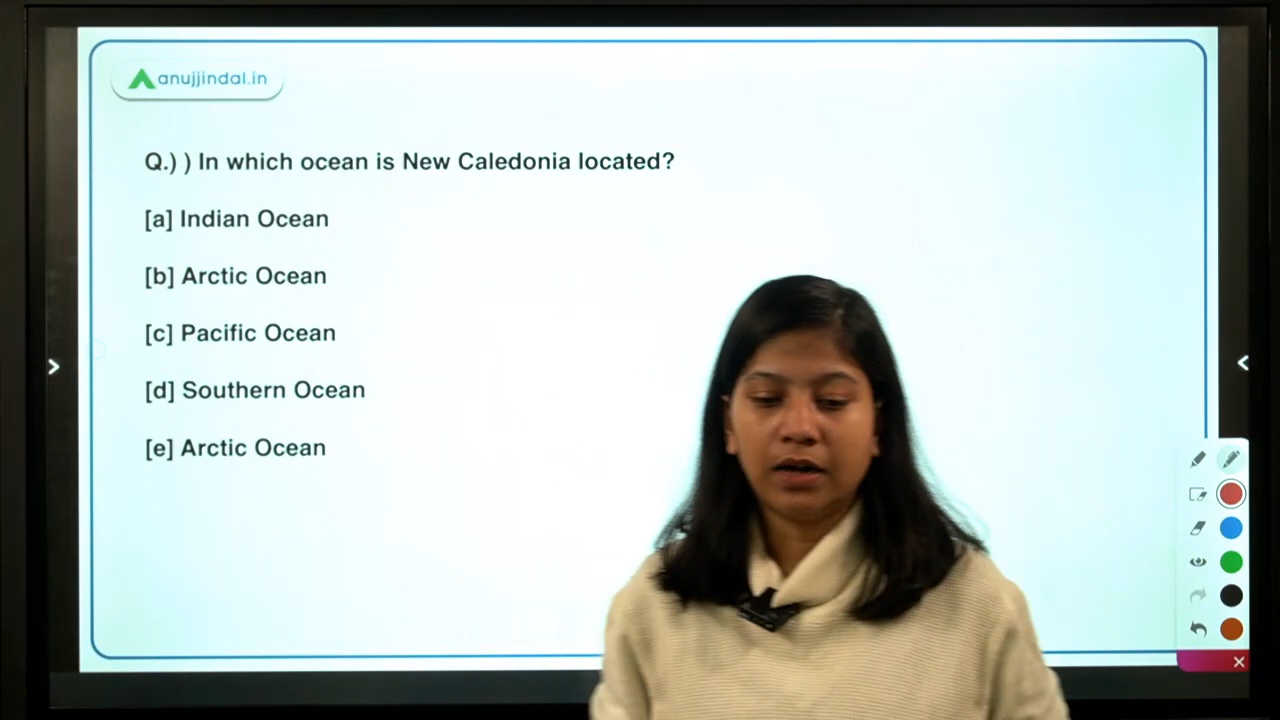 anujjindal.in
Q.) ) In which ocean is New Caledonia located?
[a] Indian Ocean
[b] Arctic Ocean
[c] Pacific Ocean
[d] Southern Ocean
[e] Arctic Ocean